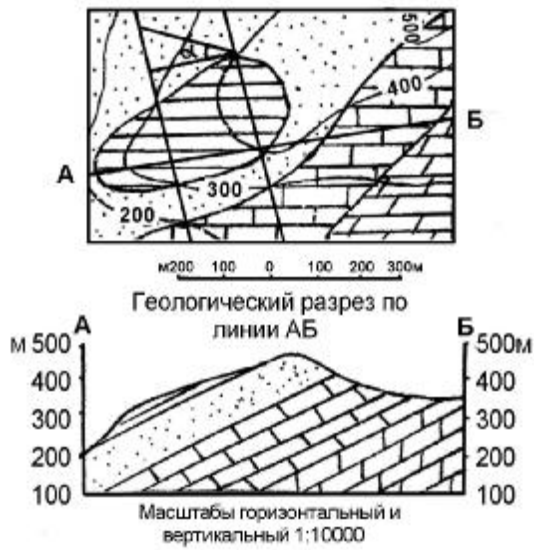 500
α
400
Б
А
300
200
м200 100 0 100 200 300м
Геологический разрез по
линии АБ
А Б
м 500 500м
400 400
300 300
200 200
100 100
Масштабы горизонтальный и
вертикальный 1:10000